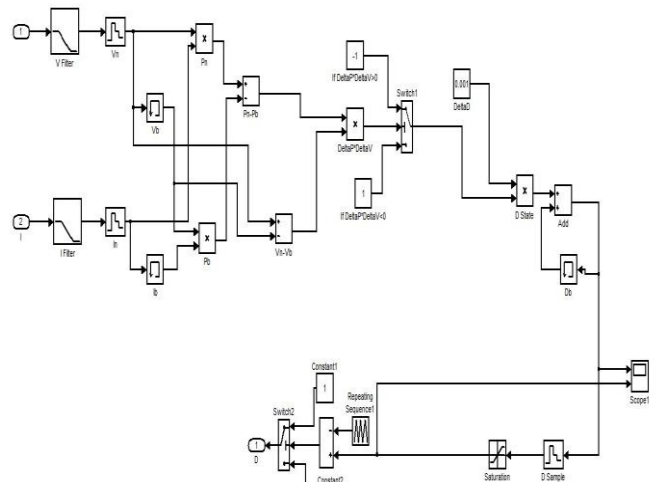 1
V Filter
Vn
Pn
Vb
Pn-Pb
-1
If DeltaP*DeltaV>0
Switch1
0.001
DeltaD
DeltaP*DeltaV
1
If DeltaP*DeltaV<0
D State
Add
2
I
I Filter
In
Ib
Pb
Vn-Vb
Db
Scope1
Constant1
1
Switch2
Repeating
Sequence1
1
D
Constant2
Saturation
D Sample